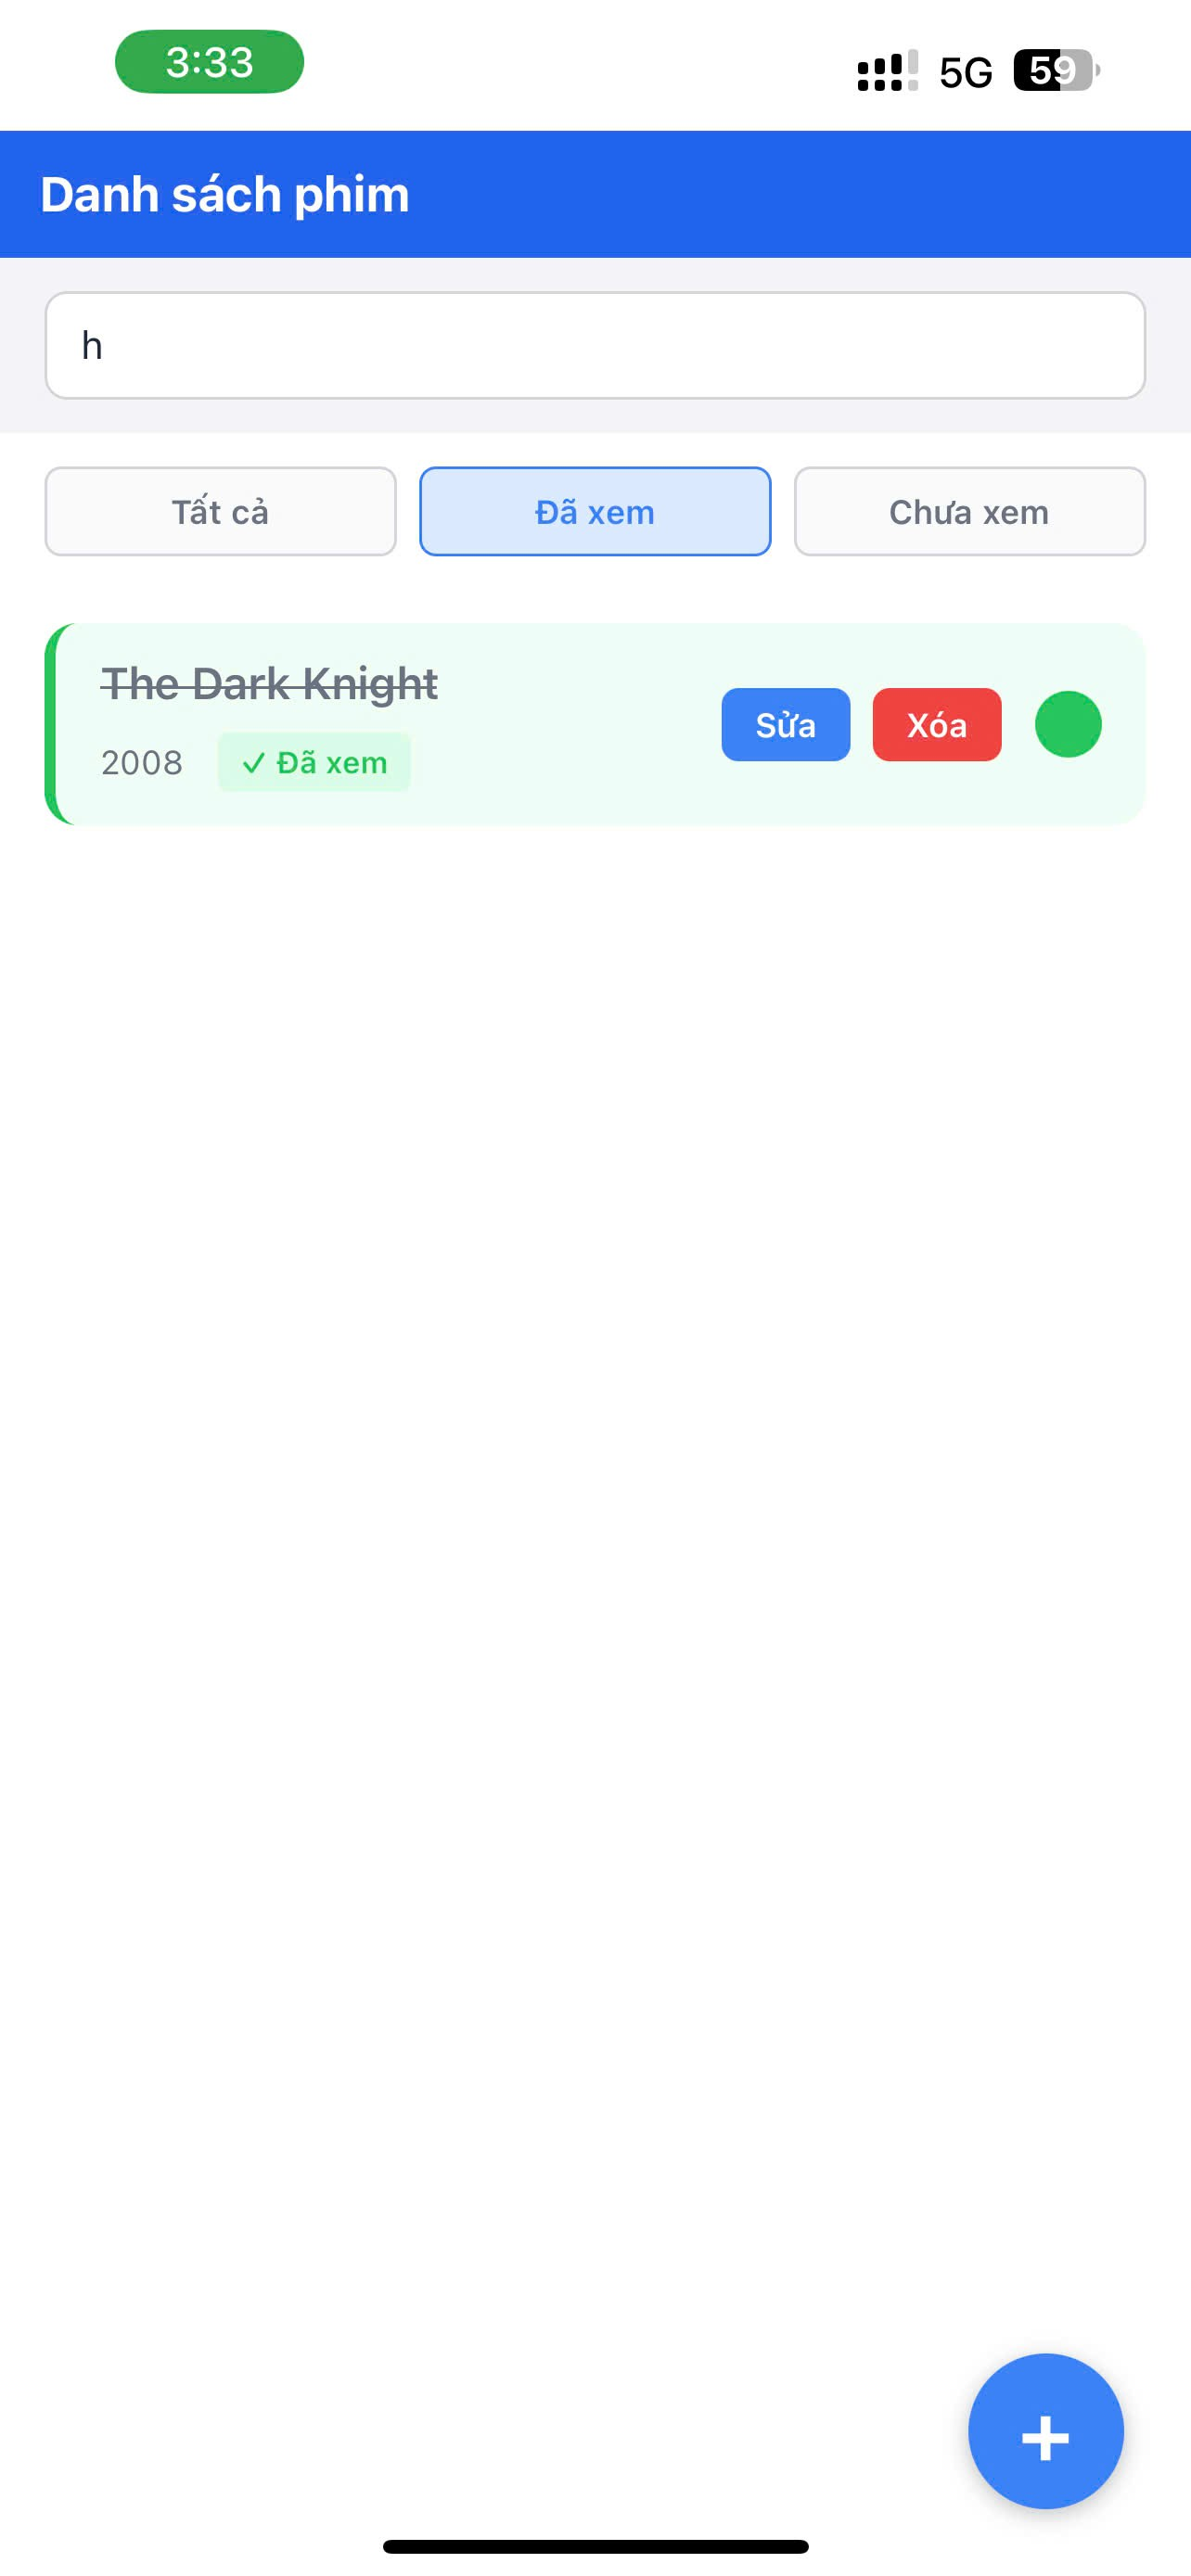 3:33 5G 59
Danh sách phim
h
Tất cả Đã xem Chưa xem
The Dark Knight
2008 ✓ Đã xem Sửa Xóa
+